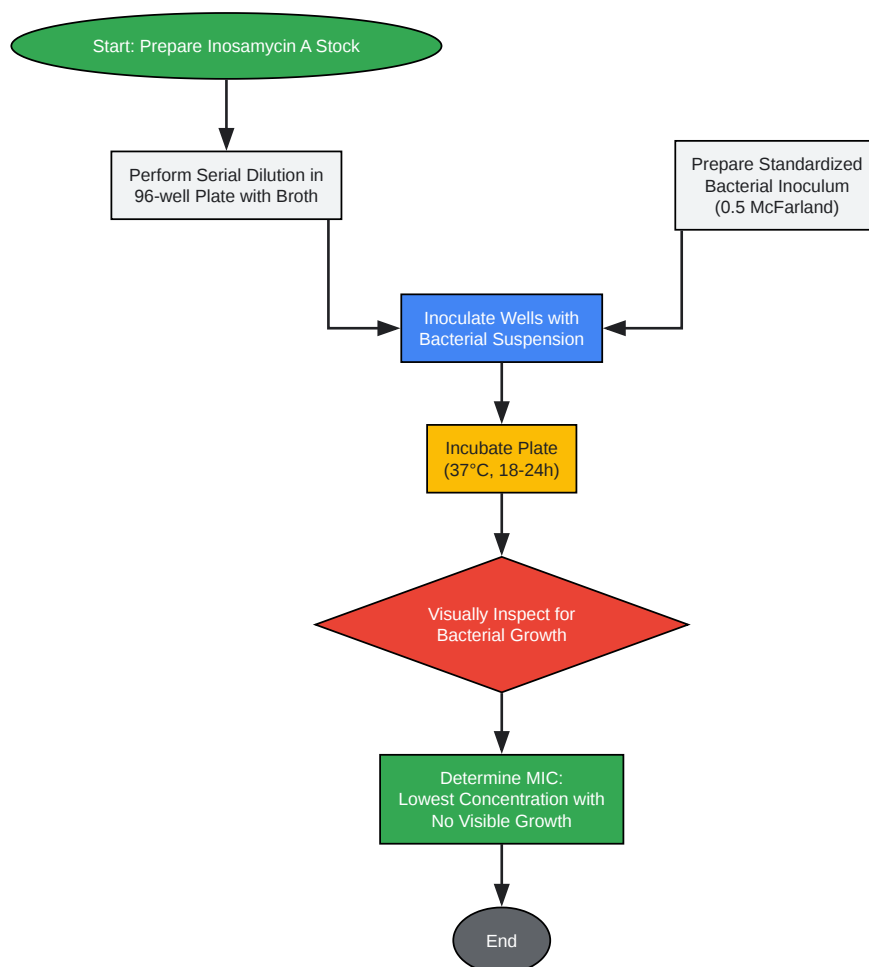 Start: Prepare Inosamycin A Stock
Perform Serial Dilution in
96-well Plate with Broth
Prepare Standardized
Bacterial Inoculum
(0.5 McFarland)
Inoculate Wells with
Bacterial Suspension
Incubate Plate
(37°C, 18-24h)
Visually Inspect for
Bacterial Growth
Determine MIC:
Lowest Concentration with
No Visible Growth
End